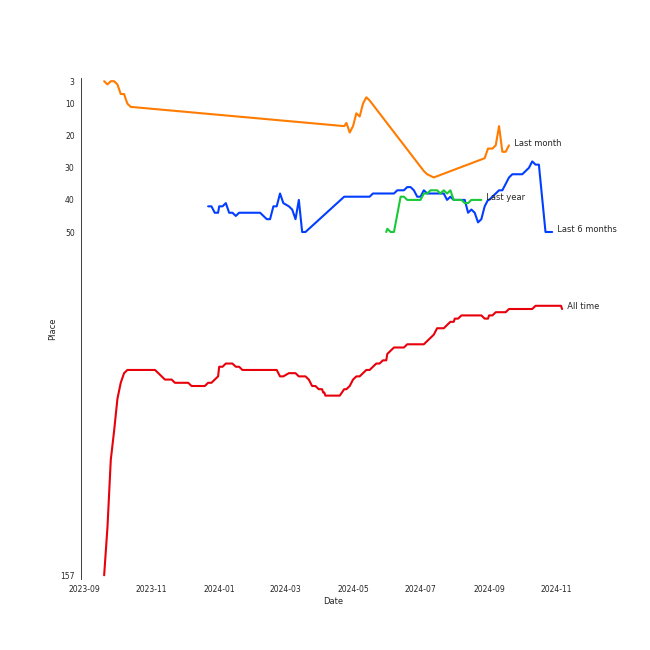 3
10
20
30
40
50
157
Place
Last month
Last year
Last 6 months
All time
2023-09
2023-11
2024-01
2024-03
2024-05
2024-07
2024-09
2024-11
Date